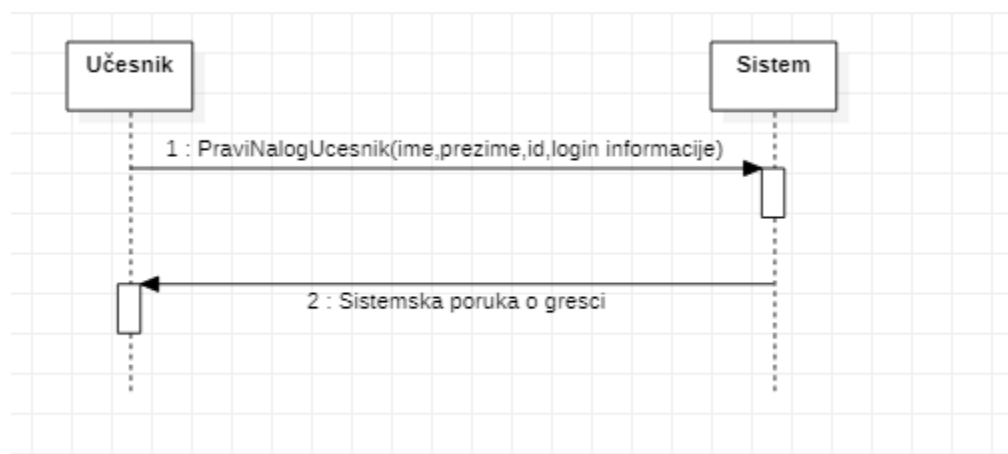 Učesnik
Sistem
1 : PraviNalogUcesnik(ime,prezime,id,login informacije)
2 : Sistemska poruka o gresci